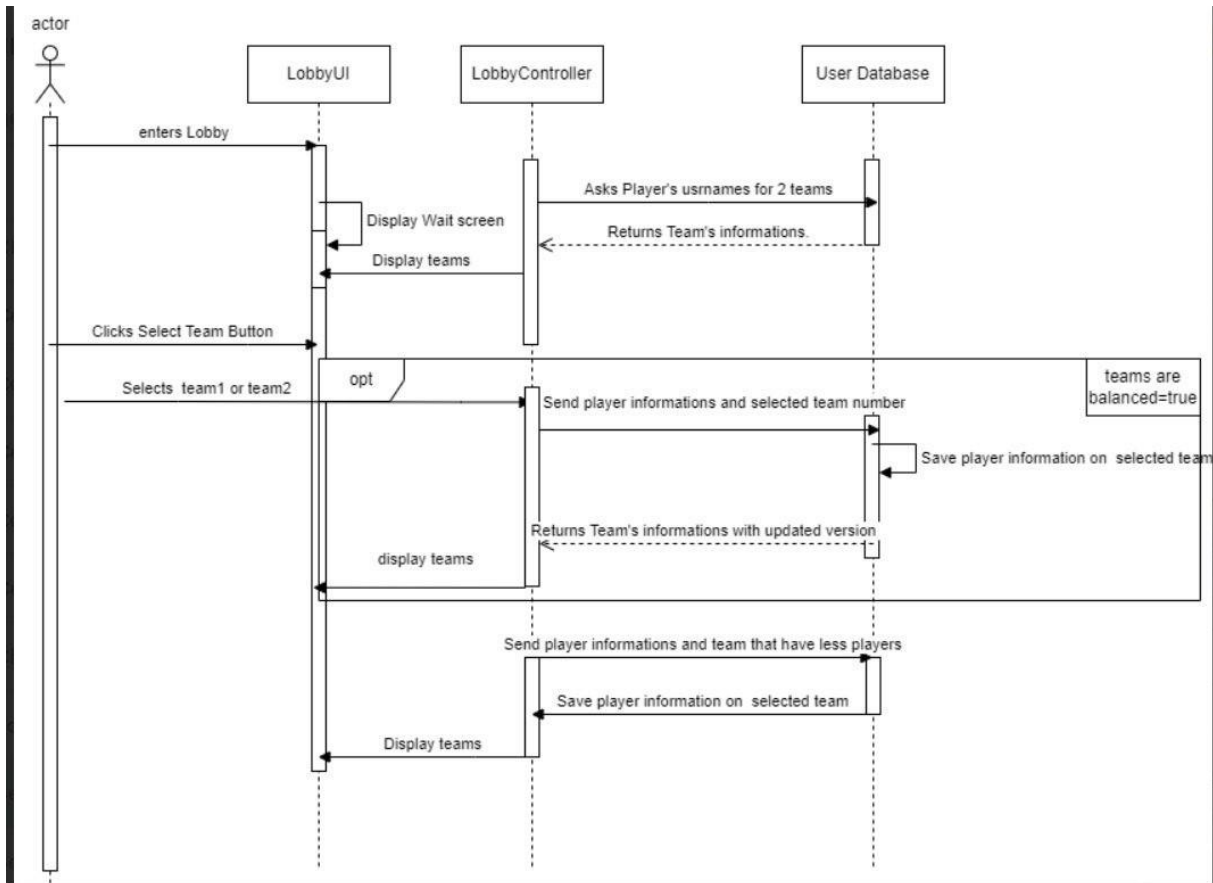 actor
LobbyUI
LobbyController
User Database
enters Lobby
Asks Player's usrnames for 2 teams
Display Wait screen
Returns Team's informations.
Display teams
Clicks Select Team Button
opt
teams are
balanced=true
Selects team1 or team2
Send player informations and selected team number
Save player information on selected team
Returns Team's informations with updated version
display teams
Send player informations and team that have less players
Save player information on selected team
Display teams